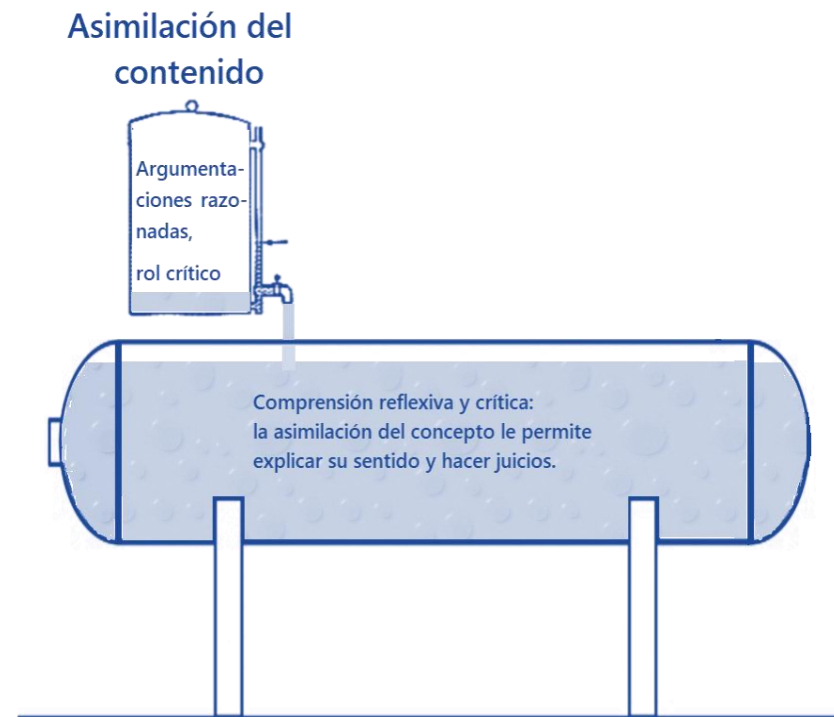 Asimilación del
contenido
Argumenta-
ciones razo-
nadas,
rol crítico
Comprensión reflexiva y crítica:
la asimilación del concepto le permite
explicar su sentido y hacer juicios.